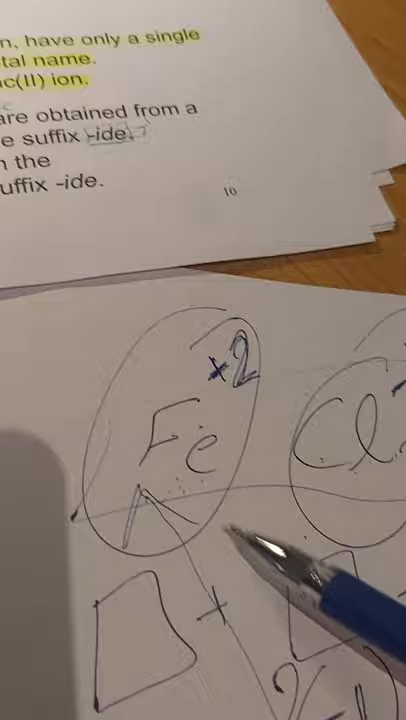 n, have only a single
tal name.
c(II) ion.
are obtained from a
e suffix -ide.
n the
uffix -ide.
10
+2
Fe
Cl
+
2